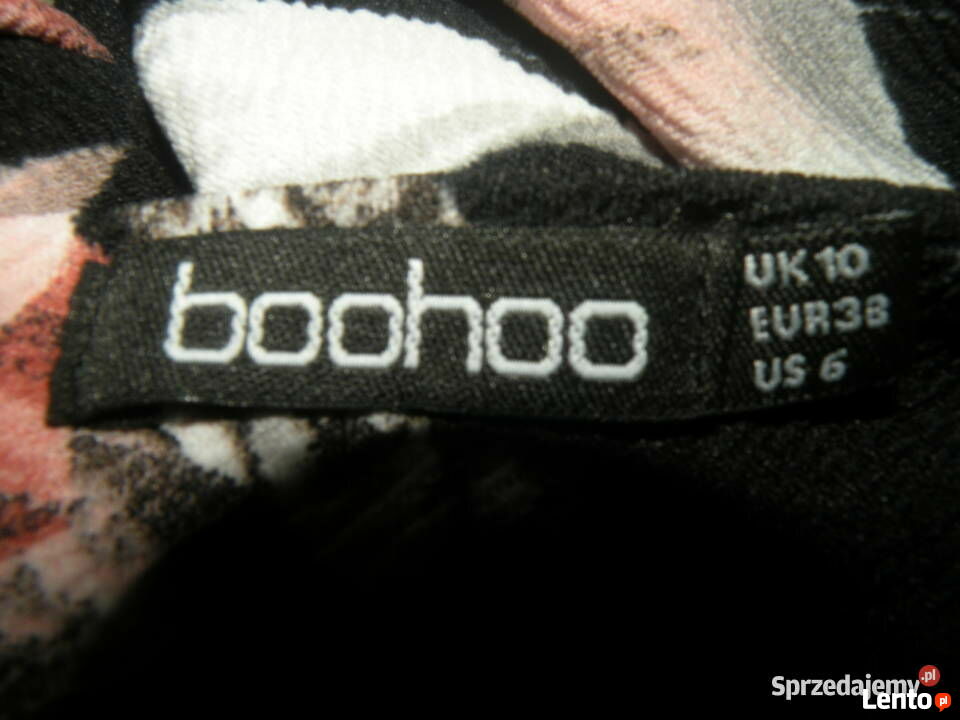 boohoo
UK 10
EUR 38
US 6
Sprzedajemy.pl
Lento.pl